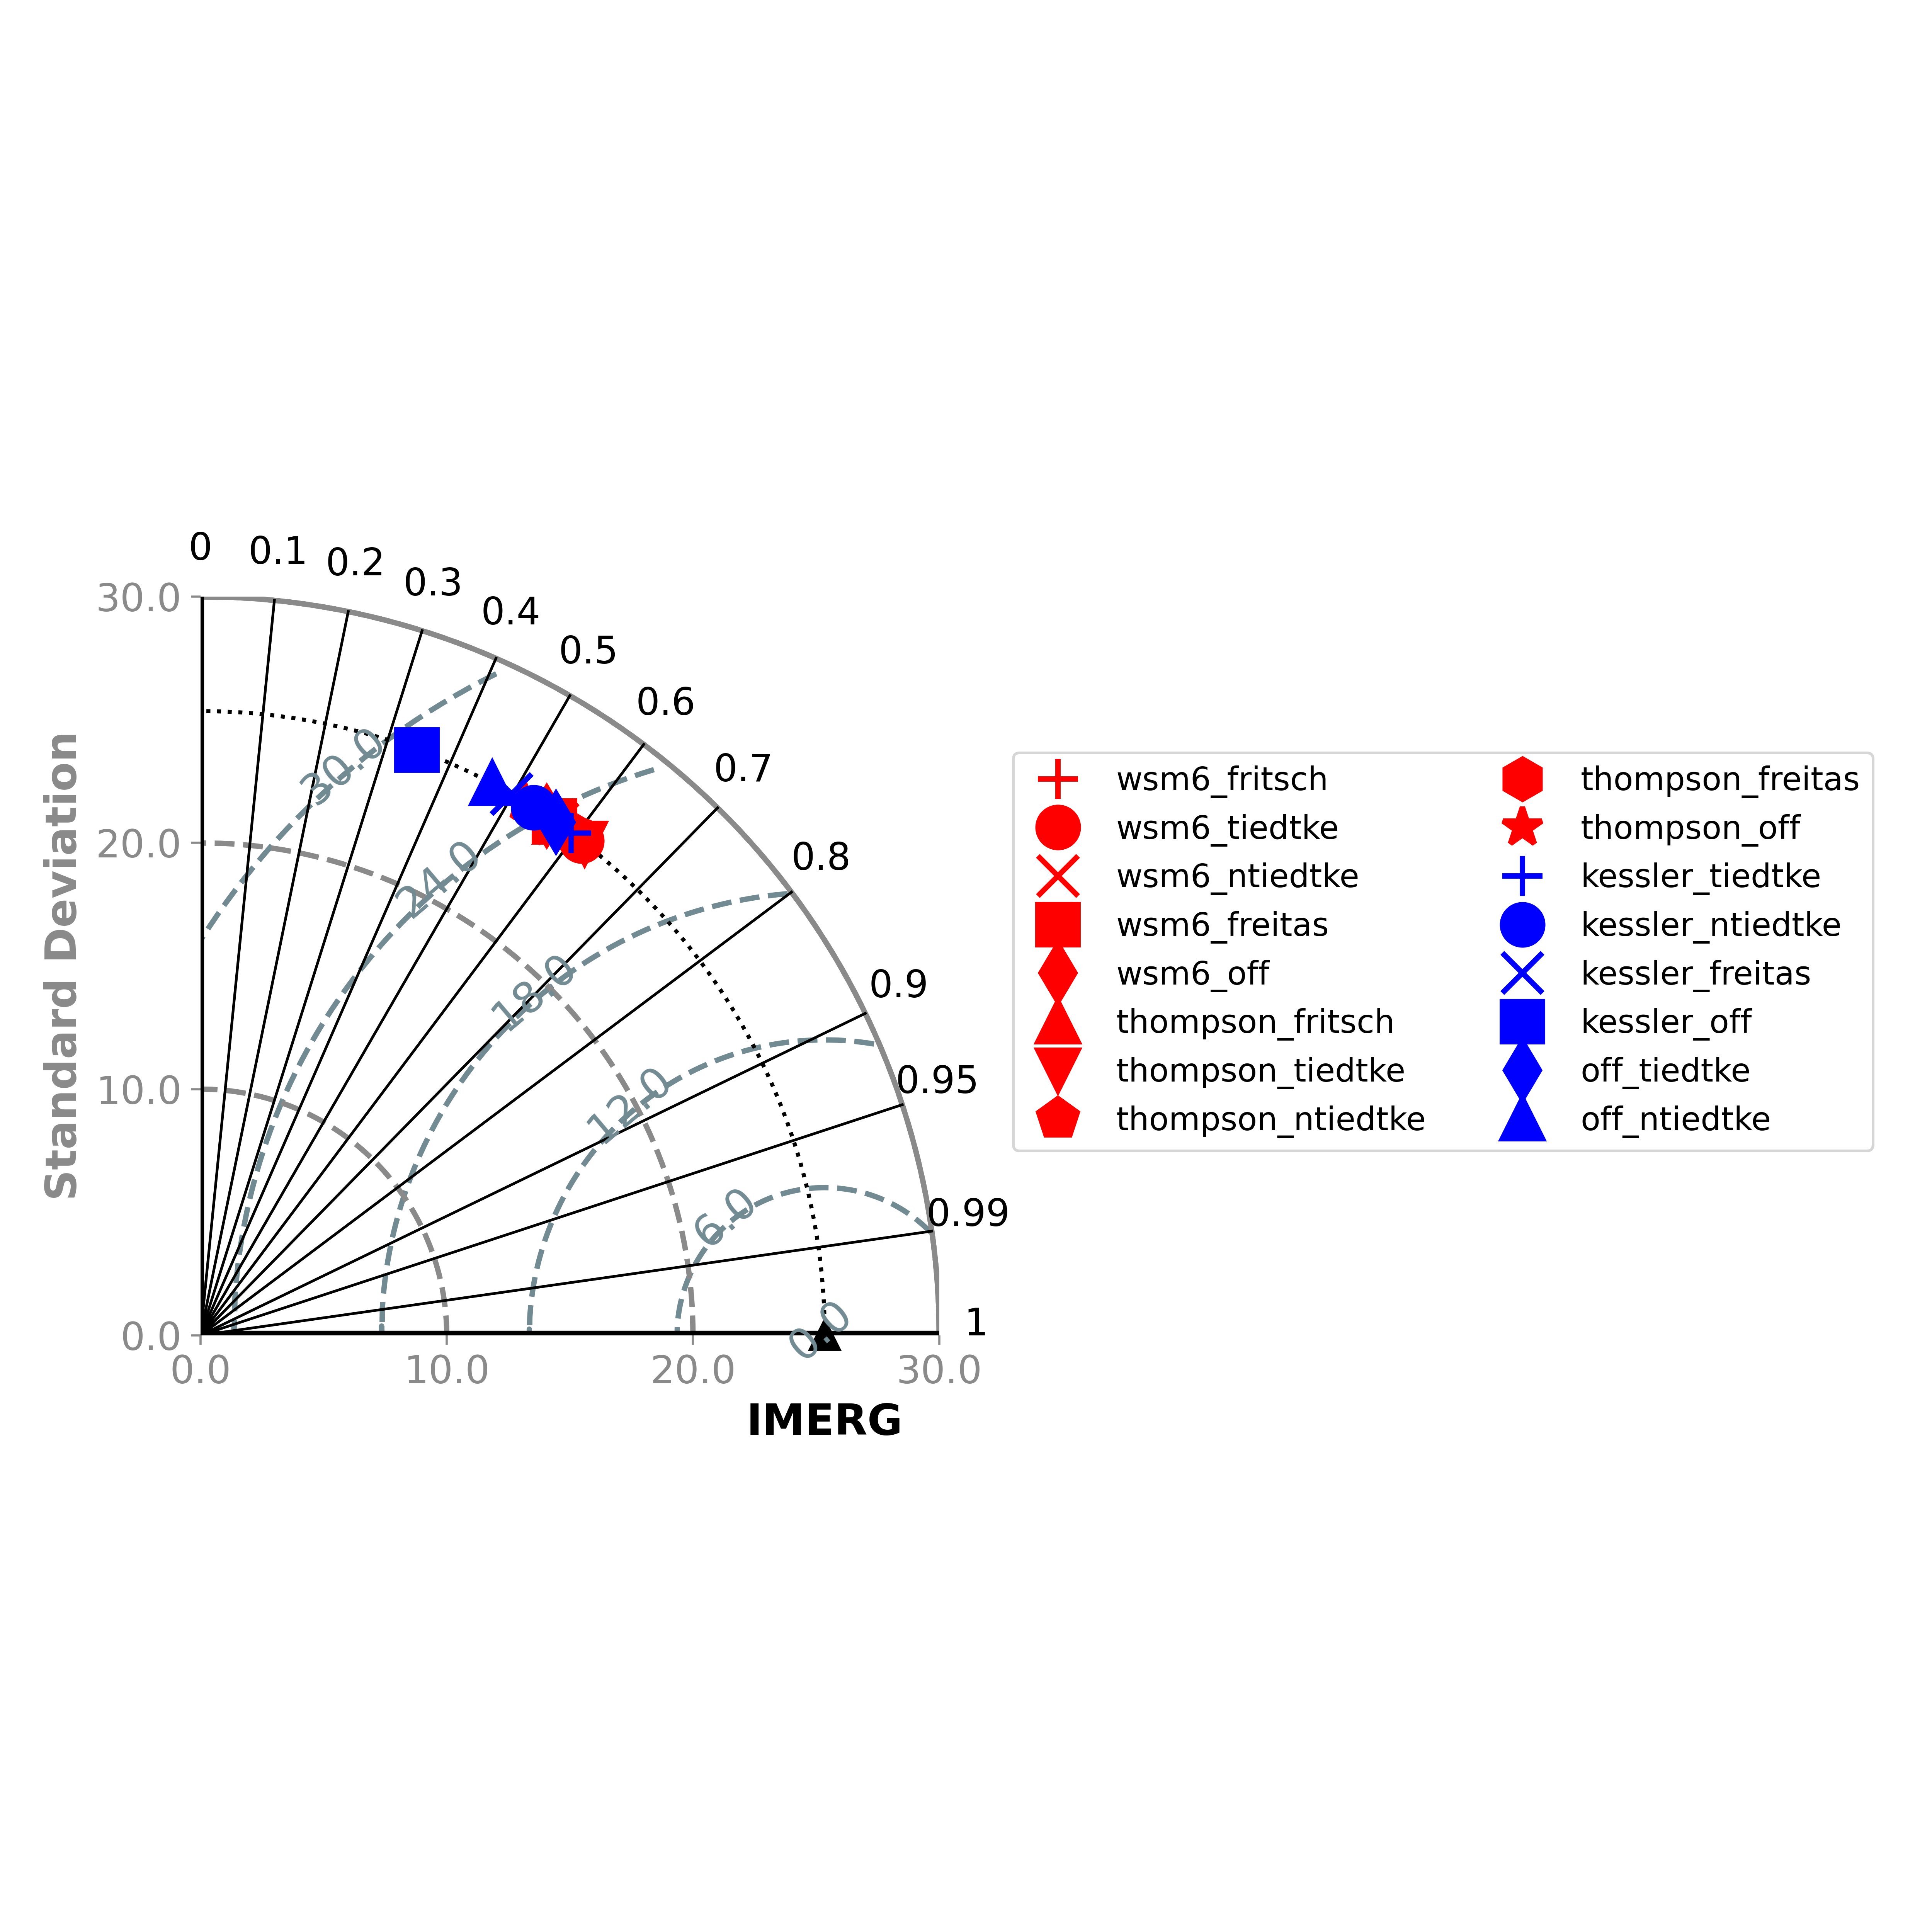 0
0.1
0.2
0.3
0.4
0.5
0.6
0.7
0.8
0.9
0.95
0.99
1
30.0
20.0
10.0
0.0
0.0
10.0
20.0
30.0
Standard Deviation
IMERG
30.0
24.0
18.0
12.0
6.0
0.0
wsm6_fritsch
wsm6_tiedtke
wsm6_ntiedtke
wsm6_freitas
wsm6_off
thompson_fritsch
thompson_tiedtke
thompson_ntiedtke
thompson_freitas
thompson_off
kessler_tiedtke
kessler_ntiedtke
kessler_freitas
kessler_off
off_tiedtke
off_ntiedtke